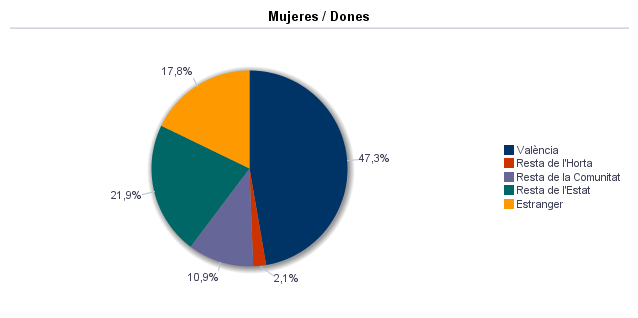 Mujeres / Dones
17,8%
47,3%
21,9%
10,9%
2,1%
València
Resta de l'Horta
Resta de la Comunitat
Resta de l'Estat
Estranger